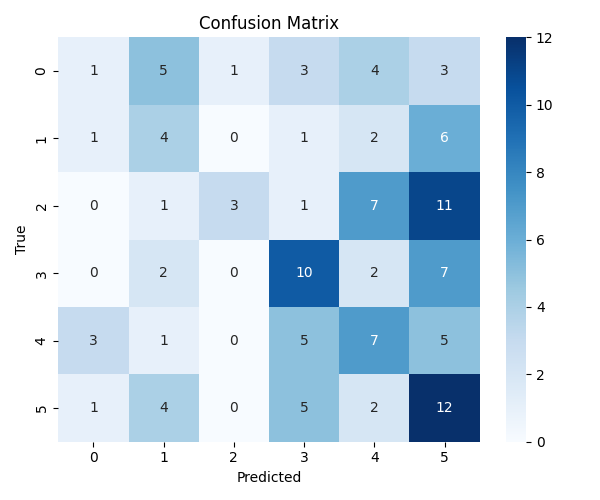 Confusion Matrix
0 1 5 1 3 4 3
1 1 4 0 1 2 6
2 0 1 3 1 7 11
3 0 2 0 10 2 7
4 3 1 0 5 7 5
5 1 4 0 5 2 12
0 1 2 3 4 5
Predicted
True
12
10
8
6
4
2
0